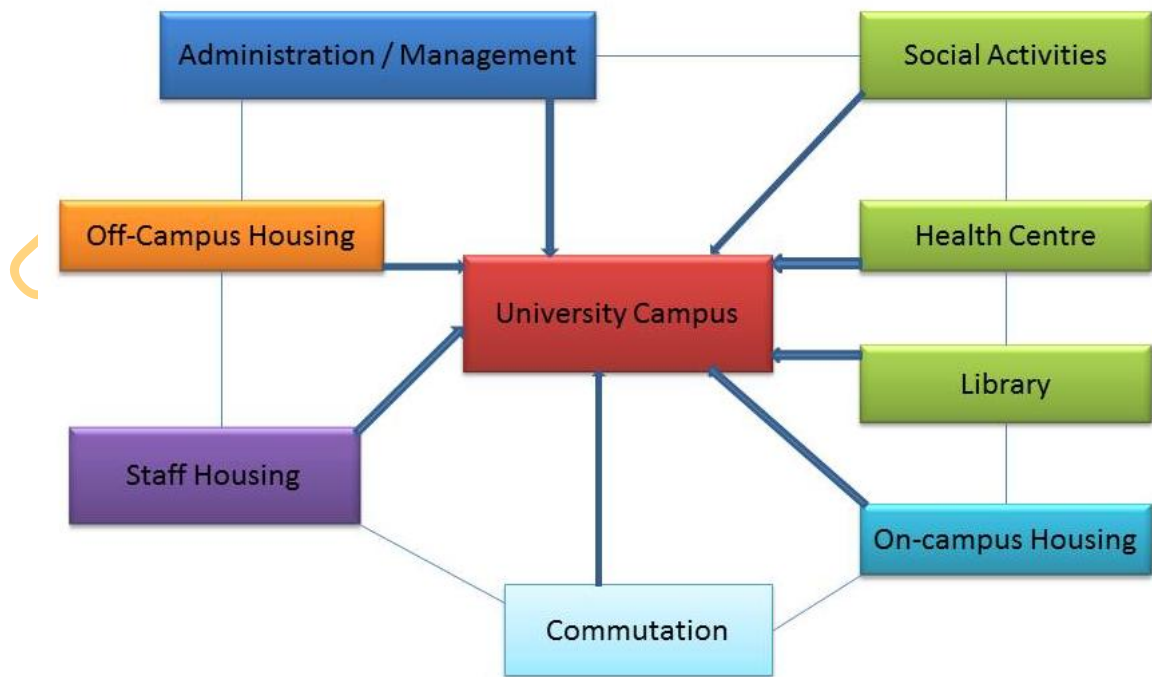 Administration / Management
Social Activities
Off-Campus Housing
Health Centre
University Campus
Library
Staff Housing
On-campus Housing
Commutation